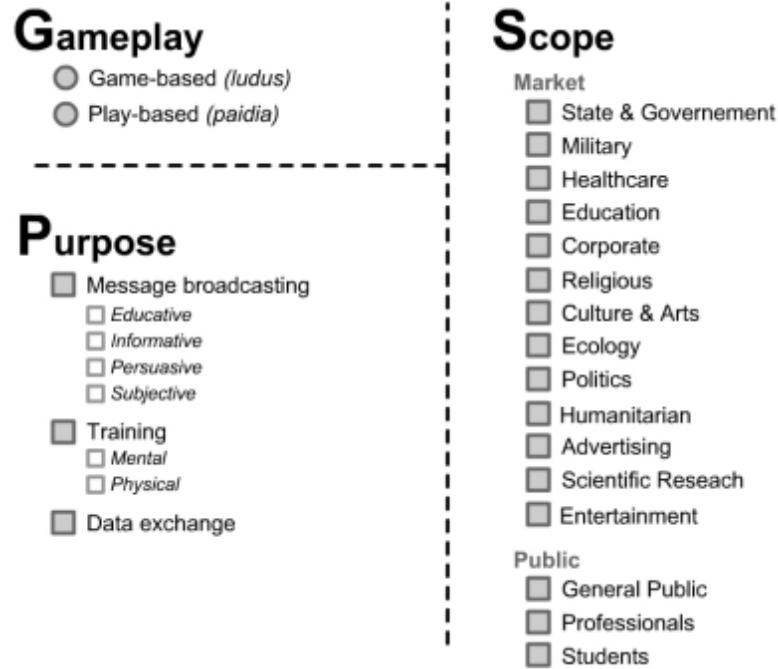 Gameplay
Game-based (ludus)
Play-based (paidia)
Purpose
Message broadcasting
Educative
Informative
Persuasive
Subjective
Training
Mental
Physical
Data exchange
Scope
Market
State & Governement
Military
Healthcare
Education
Corporate
Religious
Culture & Arts
Ecology
Politics
Humanitarian
Advertising
Scientific Reseach
Entertainment
Public
General Public
Professionals
Students